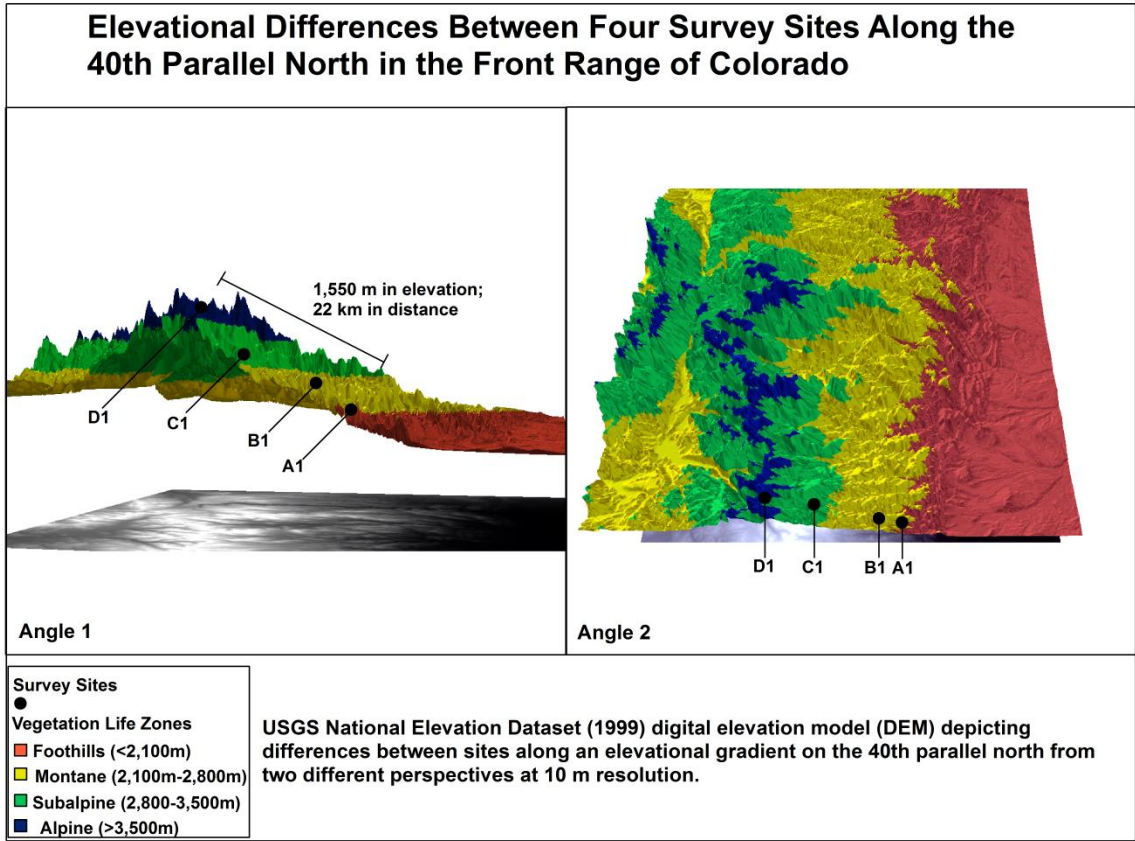 Elevational Differences Between Four Survey Sites Along the
40th Parallel North in the Front Range of Colorado
1,550 m in elevation;
22 km in distance
D1
C1
B1
A1
Angle 1
D1
C1
B1
A1
Angle 2
Survey Sites
Vegetation Life Zones
Foothills (<2,100m)
Montane (2,100m-2,800m)
Subalpine (2,800-3,500m)
Alpine (>3,500m)
USGS National Elevation Dataset (1999) digital elevation model (DEM) depicting
differences between sites along an elevational gradient on the 40th parallel north from
two different perspectives at 10 m resolution.